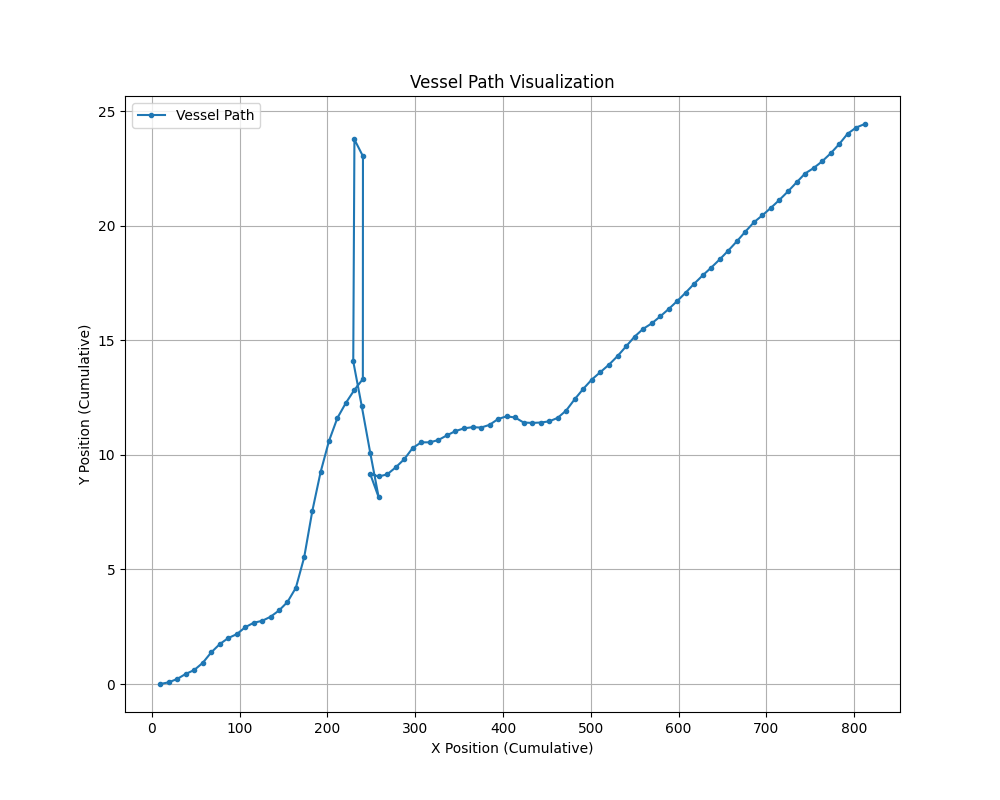 Vessel Path Visualization
Vessel Path
Y Position (Cumulative)
25
20
15
10
5
0
0 100 200 300 400 500 600 700 800
X Position (Cumulative)